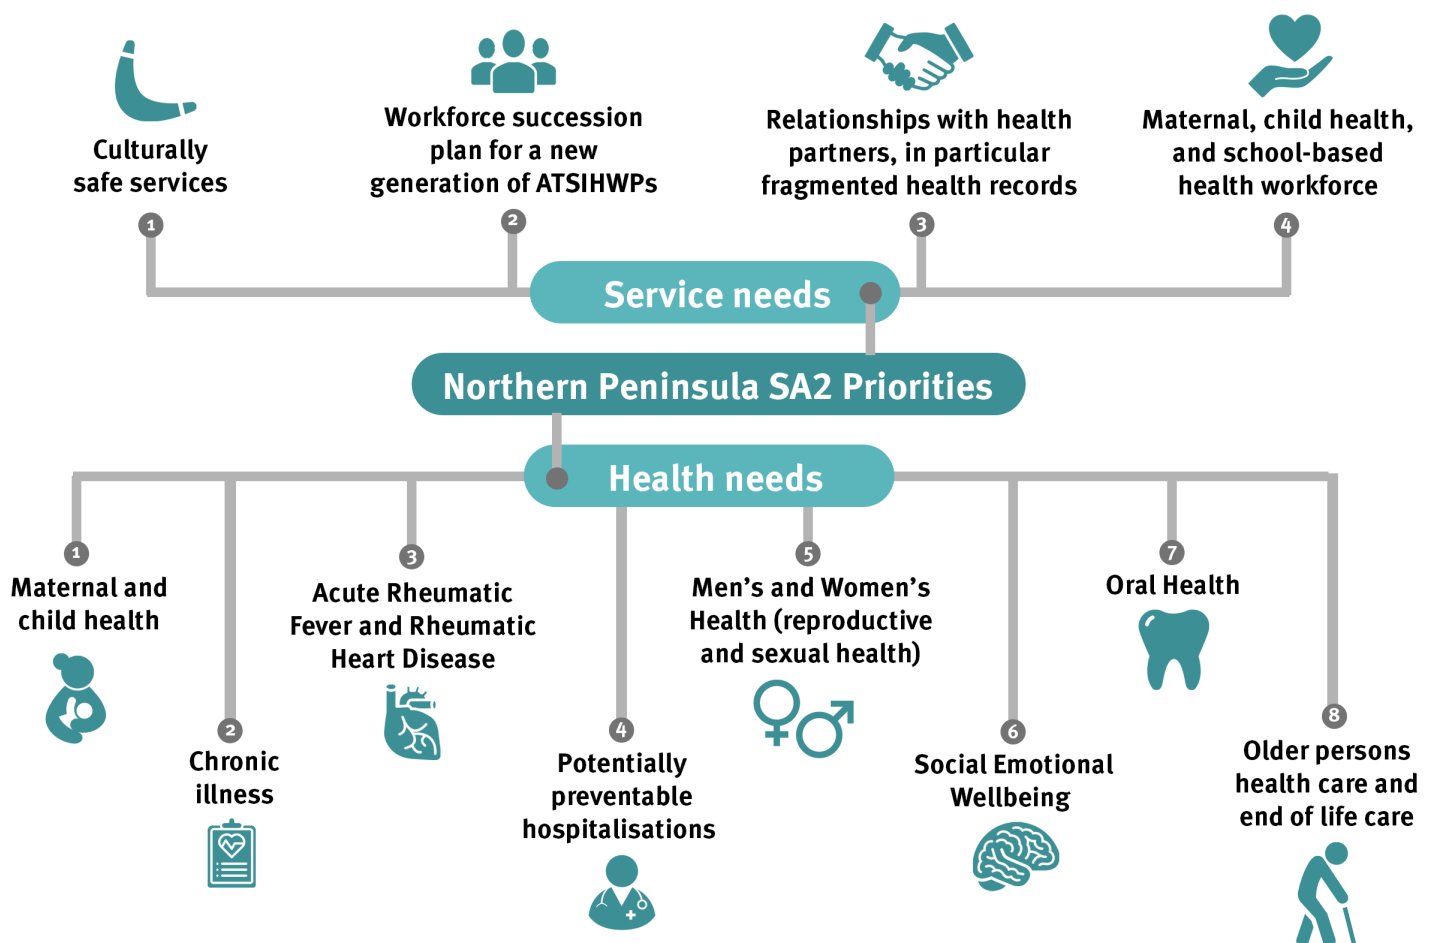 Culturally
safe services
1
Workforce succession
plan for a new
generation of ATSIHWPs
2
Relationships with health
partners, in particular
fragmented health records
3
Maternal, child health,
and school-based
health workforce
4
Service needs
Northern Peninsula SA2 Priorities
Health needs
1
Maternal and
child health
2
Chronic
illness
3
Acute Rheumatic
Fever and Rheumatic
Heart Disease
4
Potentially
preventable
hospitalisations
5
Men’s and Women’s
Health (reproductive
and sexual health)
6
Social Emotional
Wellbeing
7
Oral Health
8
Older persons
health care and
end of life care